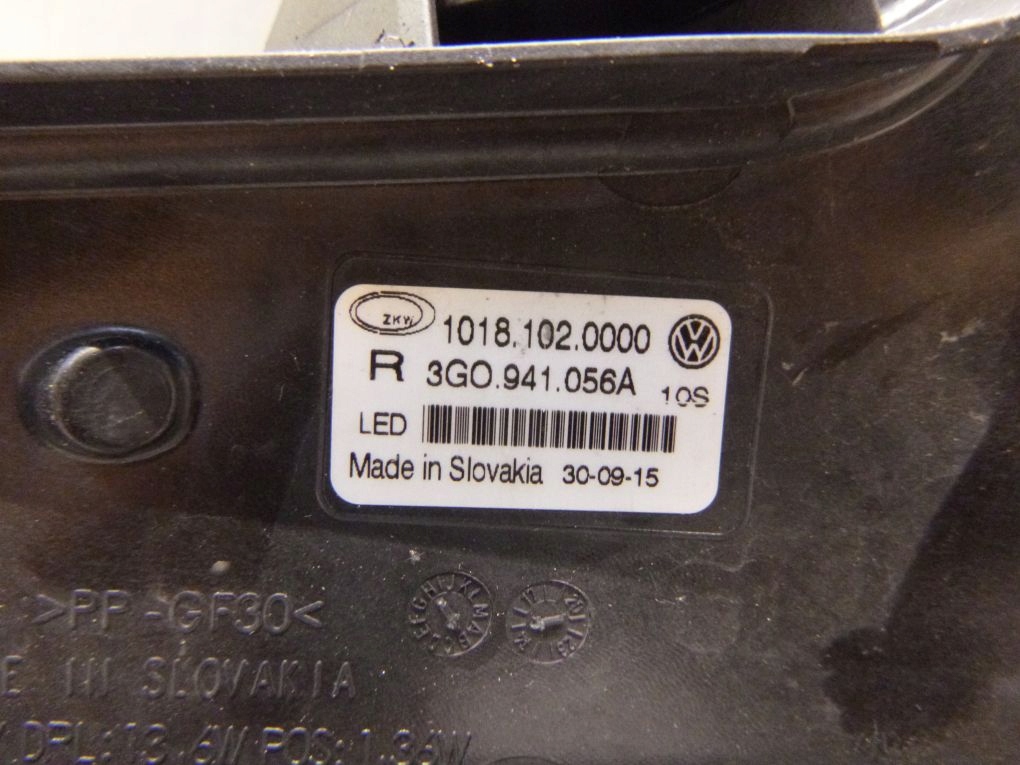 ZKW
1018.102.0000
R 3G0.941.056A 10S
LED
Made in Slovakia 30-09-15
>PP-GF30<
E IN SLOVAKIA
DRL:13.6W POS:1.36W